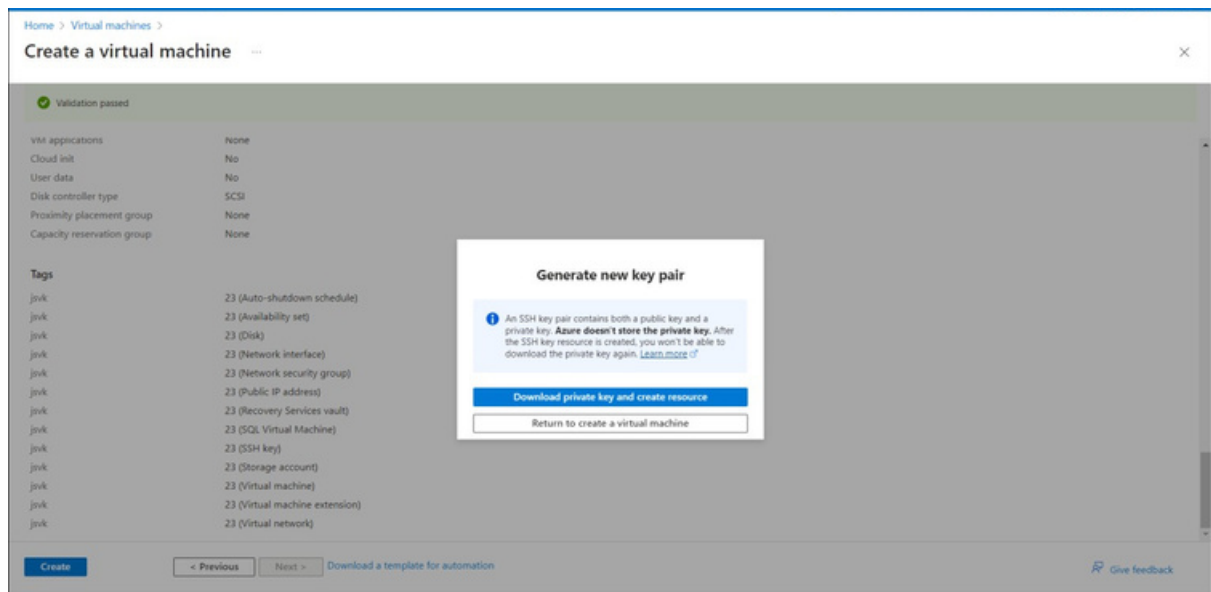 Home > Virtual machines >
Create a virtual machine ...
Validation passed
VM applications None
Cloud init No
User data No
Disk controller type SCSI
Proximity placement group None
Capacity reservation group None
Tags
jsvk 23 (Auto-shutdown schedule)
jsvk 23 (Availability set)
jsvk 23 (Disk)
jsvk 23 (Network interface)
jsvk 23 (Network security group)
jsvk 23 (Public IP address)
jsvk 23 (Recovery Services vault)
jsvk 23 (SQL Virtual Machine)
jsvk 23 (SSH key)
jsvk 23 (Storage account)
jsvk 23 (Virtual machine)
jsvk 23 (Virtual machine extension)
jsvk 23 (Virtual network)
Generate new key pair
An SSH key pair contains both a public key and a
private key. Azure doesn't store the private key. After
the SSH key resource is created, you won't be able to
download the private key again. Learn more
Download private key and create resource
Return to create a virtual machine
Create < Previous Next > Download a template for automation Give feedback